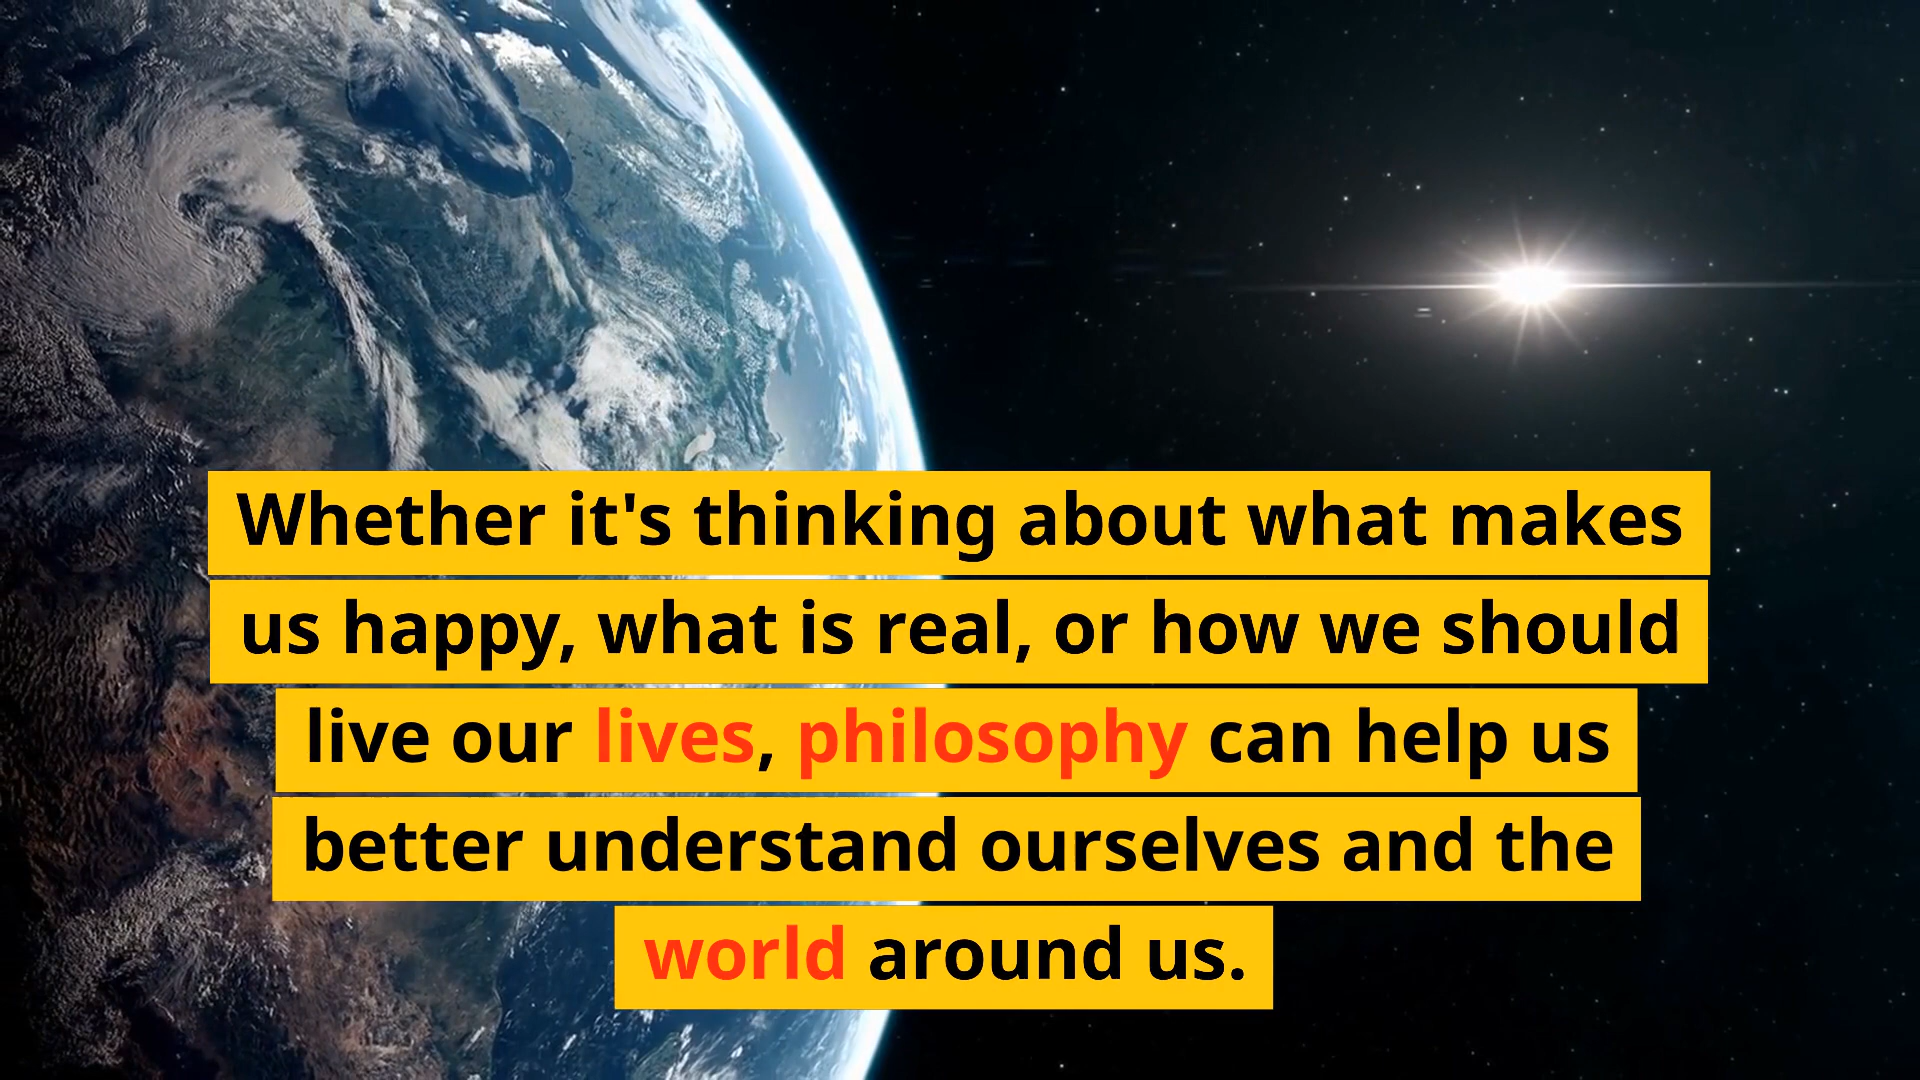 Whether it's thinking about what makes
us happy, what is real, or how we should
live our lives, philosophy can help us
better understand ourselves and the
world around us.